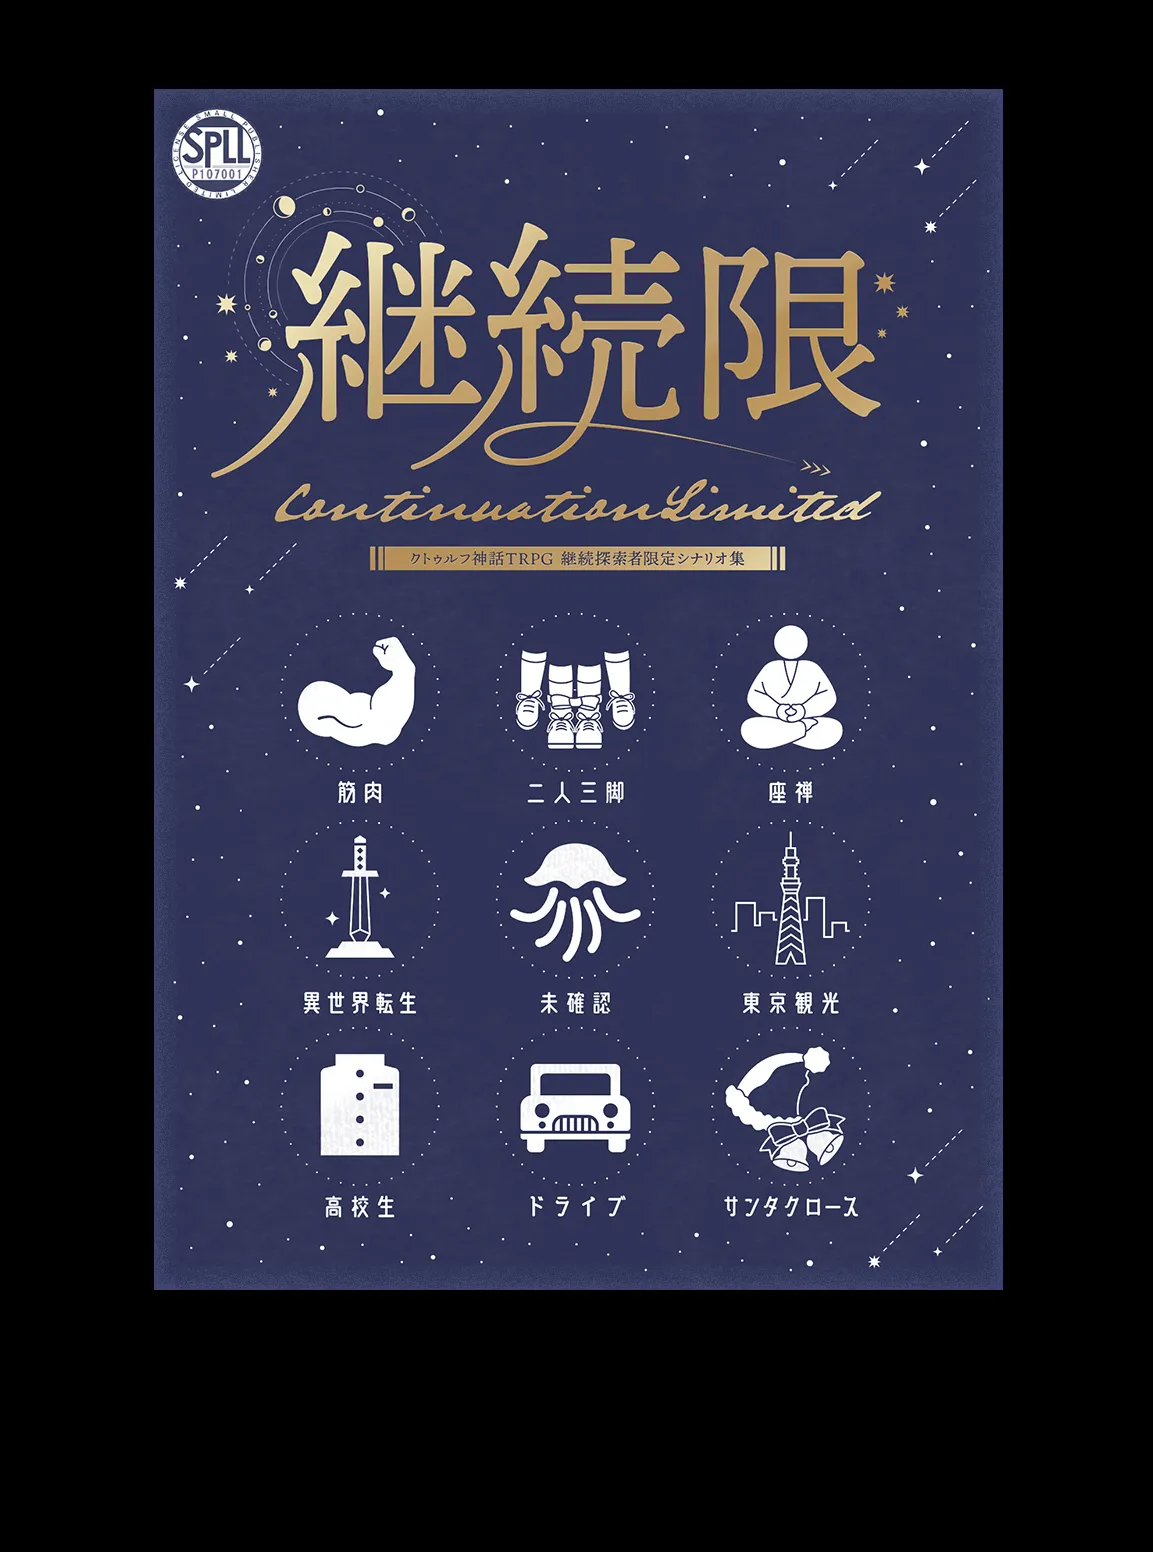 SMALL PUBLISHER LIMITED LICENSE
SPLL
P107001
継続限
Continuation Limited
クトゥルフ神話TRPG 継続探索者限定シナリオ集
筋肉
二人三脚
座禅
異世界転生
未確認
東京観光
高校生
ドライブ
サンタクロース